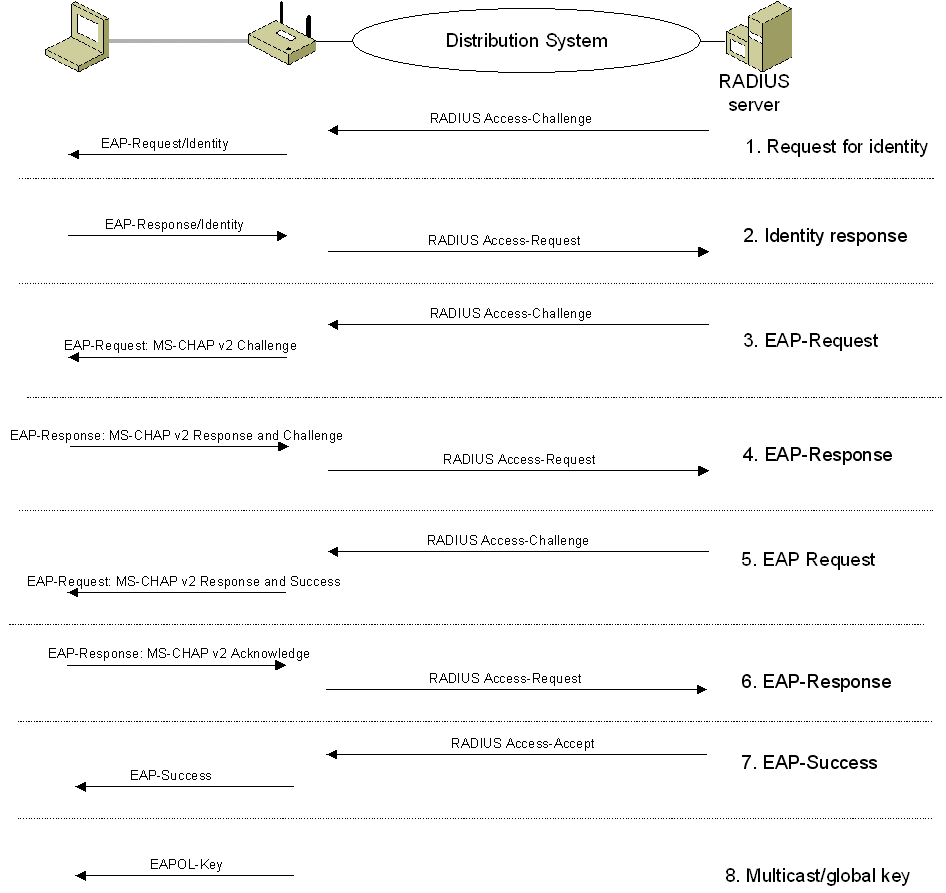 Distribution System
RADIUS
server
RADIUS Access-Challenge
EAP-Request/Identity
1. Request for identity
EAP-Response/Identity
RADIUS Access-Request
2. Identity response
RADIUS Access-Challenge
EAP-Request: MS-CHAP v2 Challenge
3. EAP-Request
EAP-Response: MS-CHAP v2 Response and Challenge
RADIUS Access-Request
4. EAP-Response
RADIUS Access-Challenge
EAP-Request: MS-CHAP v2 Response and Success
5. EAP Request
EAP-Response: MS-CHAP v2 Acknowledge
RADIUS Access-Request
6. EAP-Response
RADIUS Access-Accept
EAP-Success
7. EAP-Success
EAPOL-Key
8. Multicast/global key